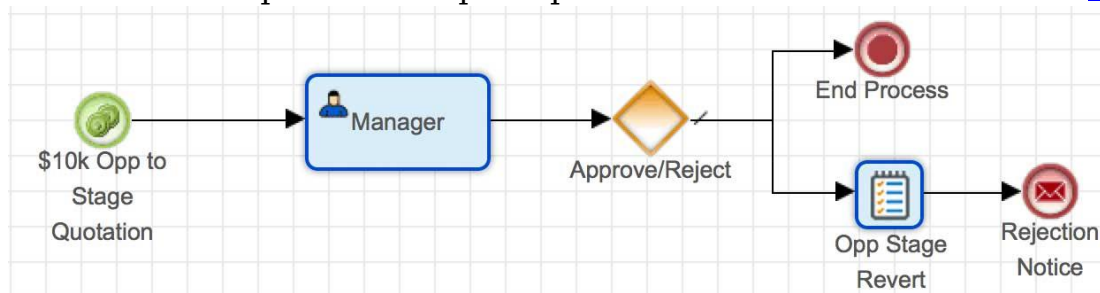 $10k Opp to
Stage
Quotation
Manager
Approve/Reject
End Process
Opp Stage
Revert
Rejection
Notice